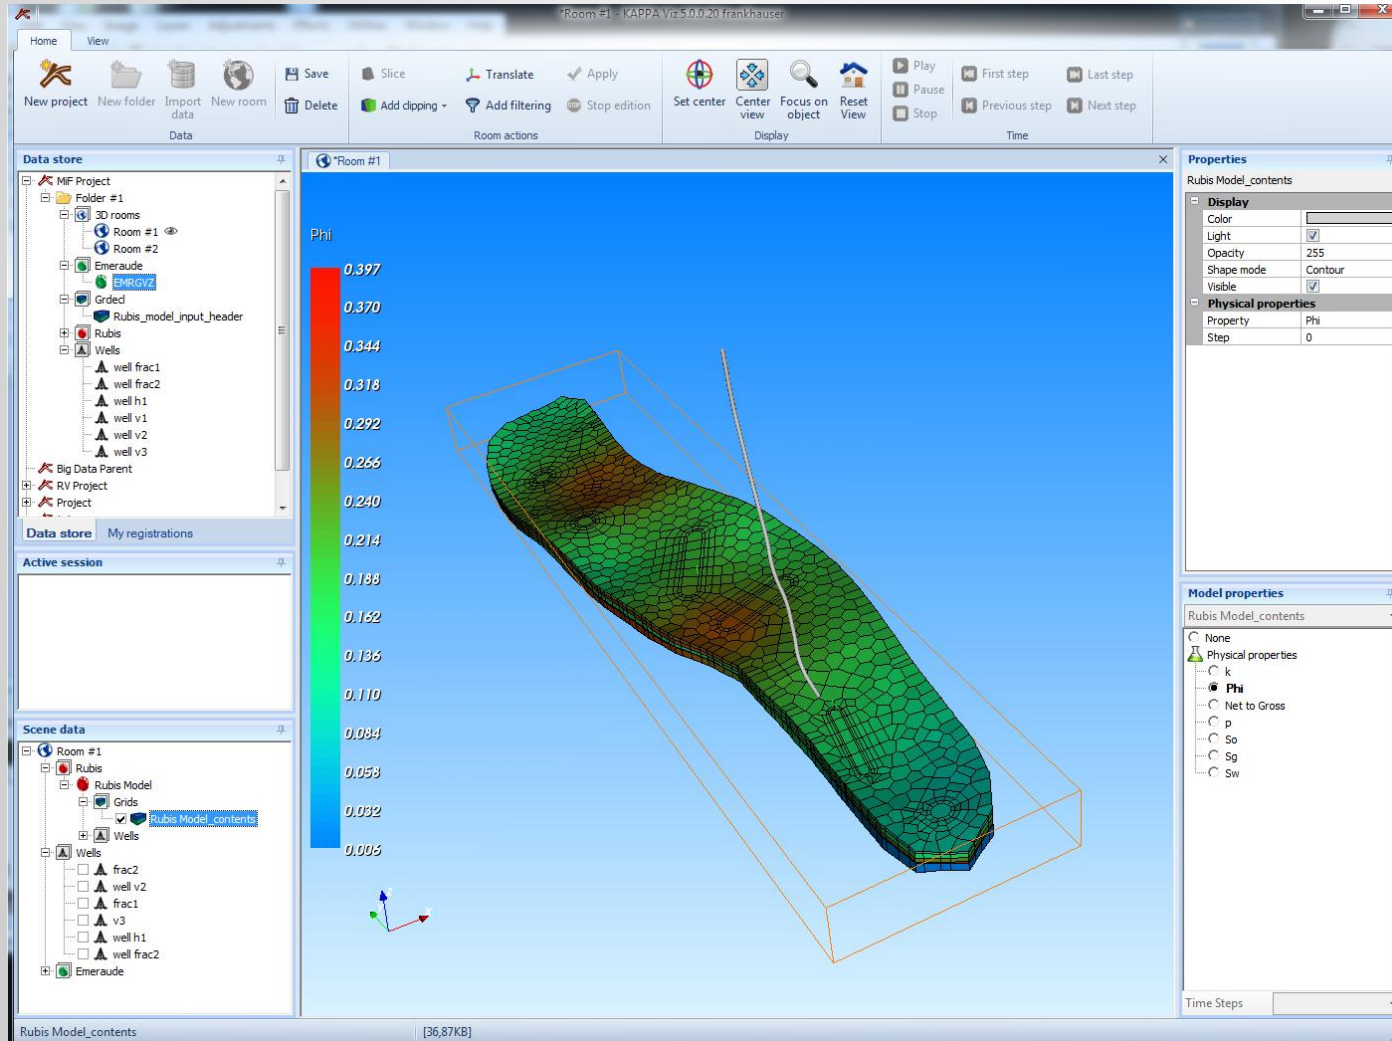 *Room #1 - KAPPA Viz 5.0.0.20 frankhauser
Home View
New project New folder Import data New room Save Delete
Data
Slice Translate Apply
Add clipping Add filtering Stop edition
Room actions
Set center Center view Focus on object Reset View
Display
Play Pause Stop First step Last step
Previous step Next step
Time
Data store
MiF Project
Folder #1
3D rooms
Room #1
Room #2
Emeraude
EMRGVZ
Grdecl
Rubis_model_input_header
Rubis
Wells
well frac1
well frac2
well h1
well v1
well v2
well v3
Big Data Parent
RV Project
Project
Data store My registrations
Active session
Scene data
Room #1
Rubis
Rubis Model
Grids
Rubis Model_contents
Wells
Wells
frac2
well v2
frac1
v3
well h1
well frac2
Emeraude
*Room #1
Phi
0.397
0.370
0.344
0.318
0.292
0.266
0.240
0.214
0.188
0.162
0.136
0.110
0.084
0.058
0.032
0.006
X
Properties
Rubis Model_contents
Display
Color
Light
Opacity 255
Shape mode Contour
Visible
Physical properties
Property Phi
Step 0
Model properties
Rubis Model_contents
None
Physical properties
k
Phi
Net to Gross
p
So
Sg
Sw
Time Steps
Rubis Model_contents [36,87KB]